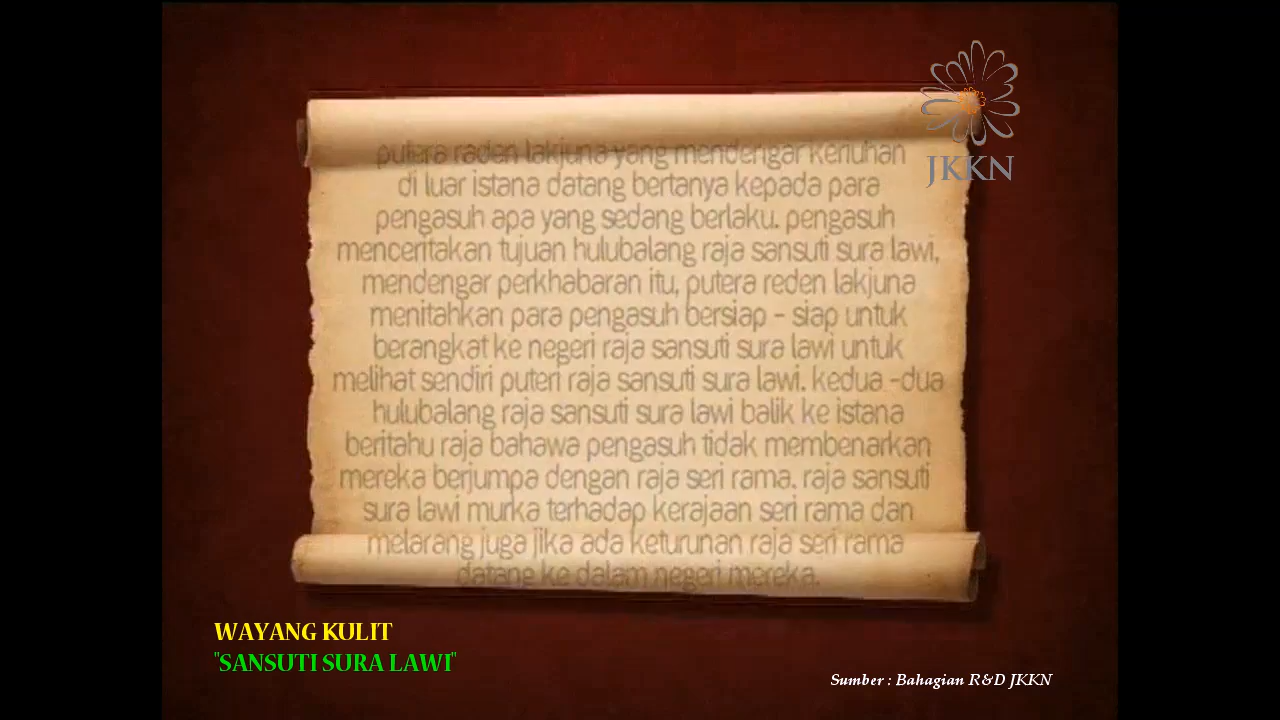 JKKN
putera raden lakjuna yang mendengar keriuhan
di luar istana datang bertanya kepada para
pengasuh apa yang sedang berlaku. pengasuh
menceritakan tujuan hulubalang raja sansuti sura lawi,
mendengar perkhabaran itu, putera reden lakjuna
menitahkan para pengasuh bersiap - siap untuk
berangkat ke negeri raja sansuti sura lawi untuk
melihat sendiri puteri raja sansuti sura lawi. kedua -dua
hulubalang raja sansuti sura lawi balik ke istana
beritahu raja bahawa pengasuh tidak membenarkan
mereka berjumpa dengan raja seri rama. raja sansuti
sura lawi murka terhadap kerajaan seri rama dan
melarang juga jika ada keturunan raja seri rama
datang ke dalam negeri mereka.
WAYANG KULIT
"SANSUTI SURA LAWI"
Sumber : Bahagian R&D JKKN